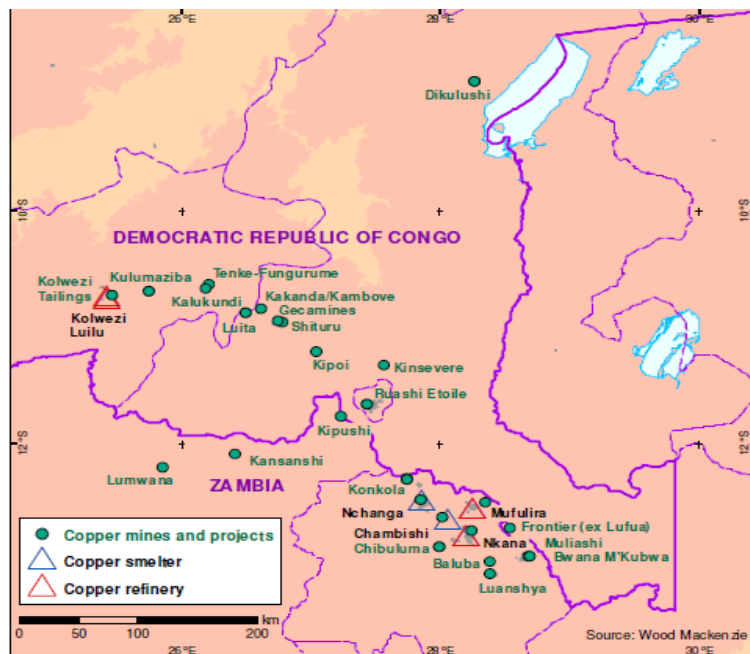 26°E
28°E
30°E
Dikulushi
10°S
10°S
DEMOCRATIC REPUBLIC OF CONGO
Kolwezi
Tailings
Kulumaziba
Tenke-Fungurume
Kalukundi
Kakanda/Kambove
Gecamines
Kolwezi
Luilu
Luita
Shituru
Kipoi
Kinsevere
Ruashi Etoile
Kipushi
12°S
12°S
Kansanshi
Lumwana
ZAMBIA
Konkola
Nchanga
Mufulira
Chambishi
Frontier (ex Lufua)
Chibuluma
Nkana
Muliashi
Baluba
Bwana M'Kubwa
Luanshya
Copper mines and projects
Copper smelter
Copper refinery
km
0 50 100 200
Source: Wood Mackenzie
26°E
28°E
30°E